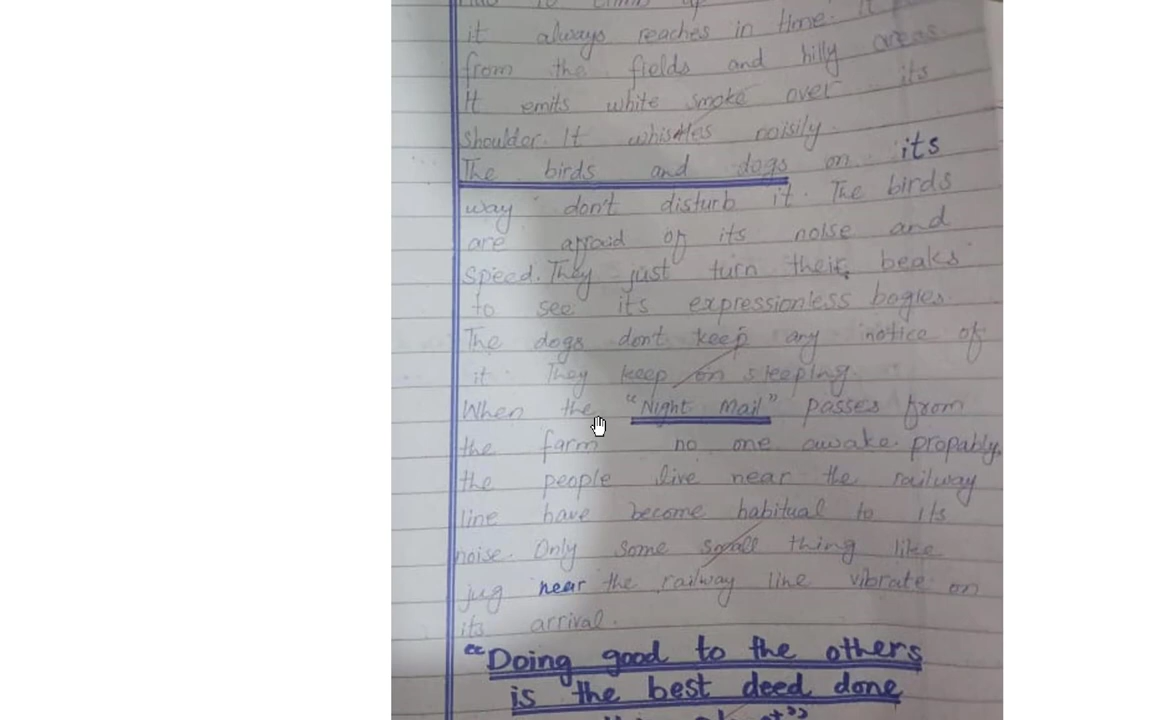 to climb up
it always reaches in time. It
from the fields and hilly areas.
It emits white smoke over its
shoulder. It whistles noisily.
The birds and dogs on its
way don't disturb it. The birds
are afraid of its noise and
speed. They just turn their beaks
to see its expressionless bogies.
The dogs don't keep any notice of
it. They keep on sleeping.
When the "Night Mail" passes from
the farm no one awake. propably,
the people live near the railway
line have become habitual to its
noise. Only some small thing like
jug near the railway line vibrate on
its arrival.
"Doing good to the others
is the best deed done